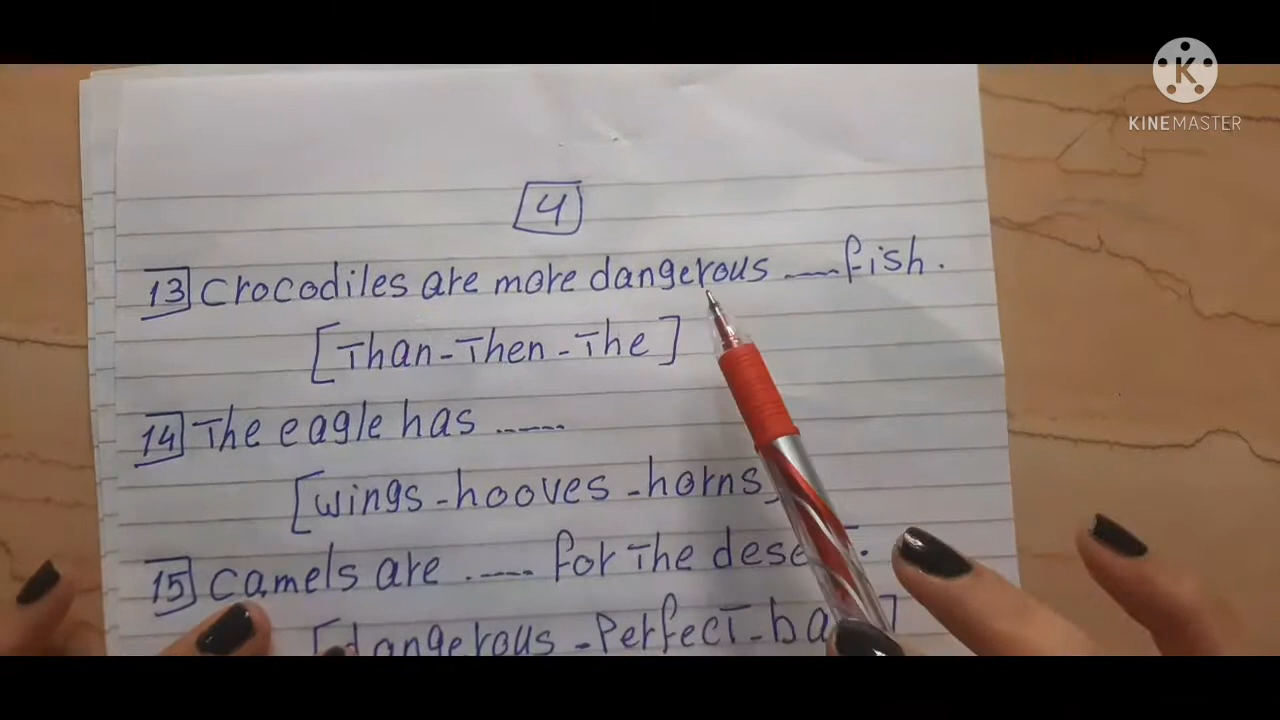 KINEMASTER
4
13 Crocodiles are more dangerous ..... fish.
[Than-Then-The]
14 The eagle has ......
[wings-hooves-horns
15 Camels are ..... for The
[dangerous-Perfect-